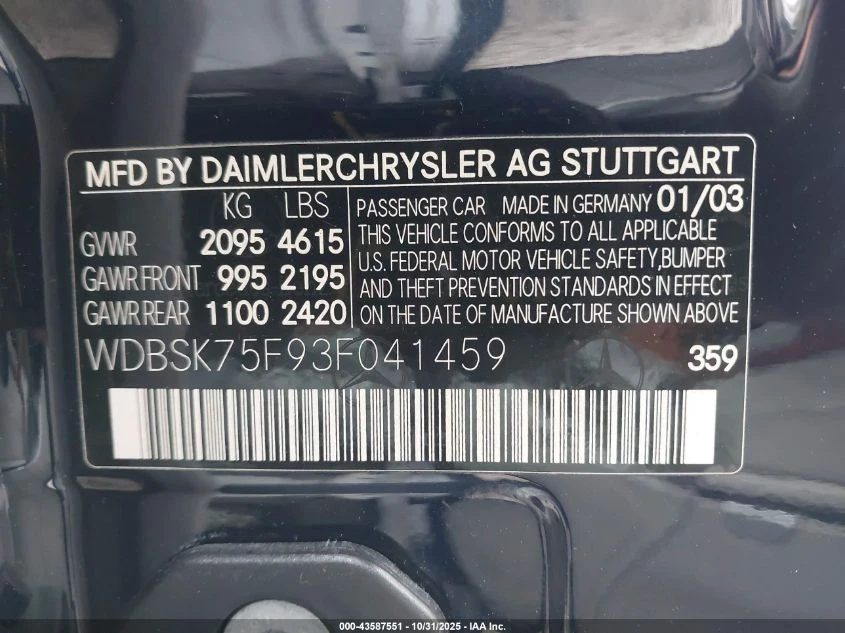 MFD BY DAIMLERCHRYSLER AG STUTTGART
KG LBS
GVWR 2095 4615
GAWR FRONT 995 2195
GAWR REAR 1100 2420
PASSENGER CAR MADE IN GERMANY 01/03
THIS VEHICLE CONFORMS TO ALL APPLICABLE
U.S. FEDERAL MOTOR VEHICLE SAFETY,BUMPER
AND THEFT PREVENTION STANDARDS IN EFFECT
ON THE DATE OF MANUFACTURE SHOWN ABOVE
WDBSK75F93F041459 359
000-43587551 - 10/31/2025 - IAA Inc.